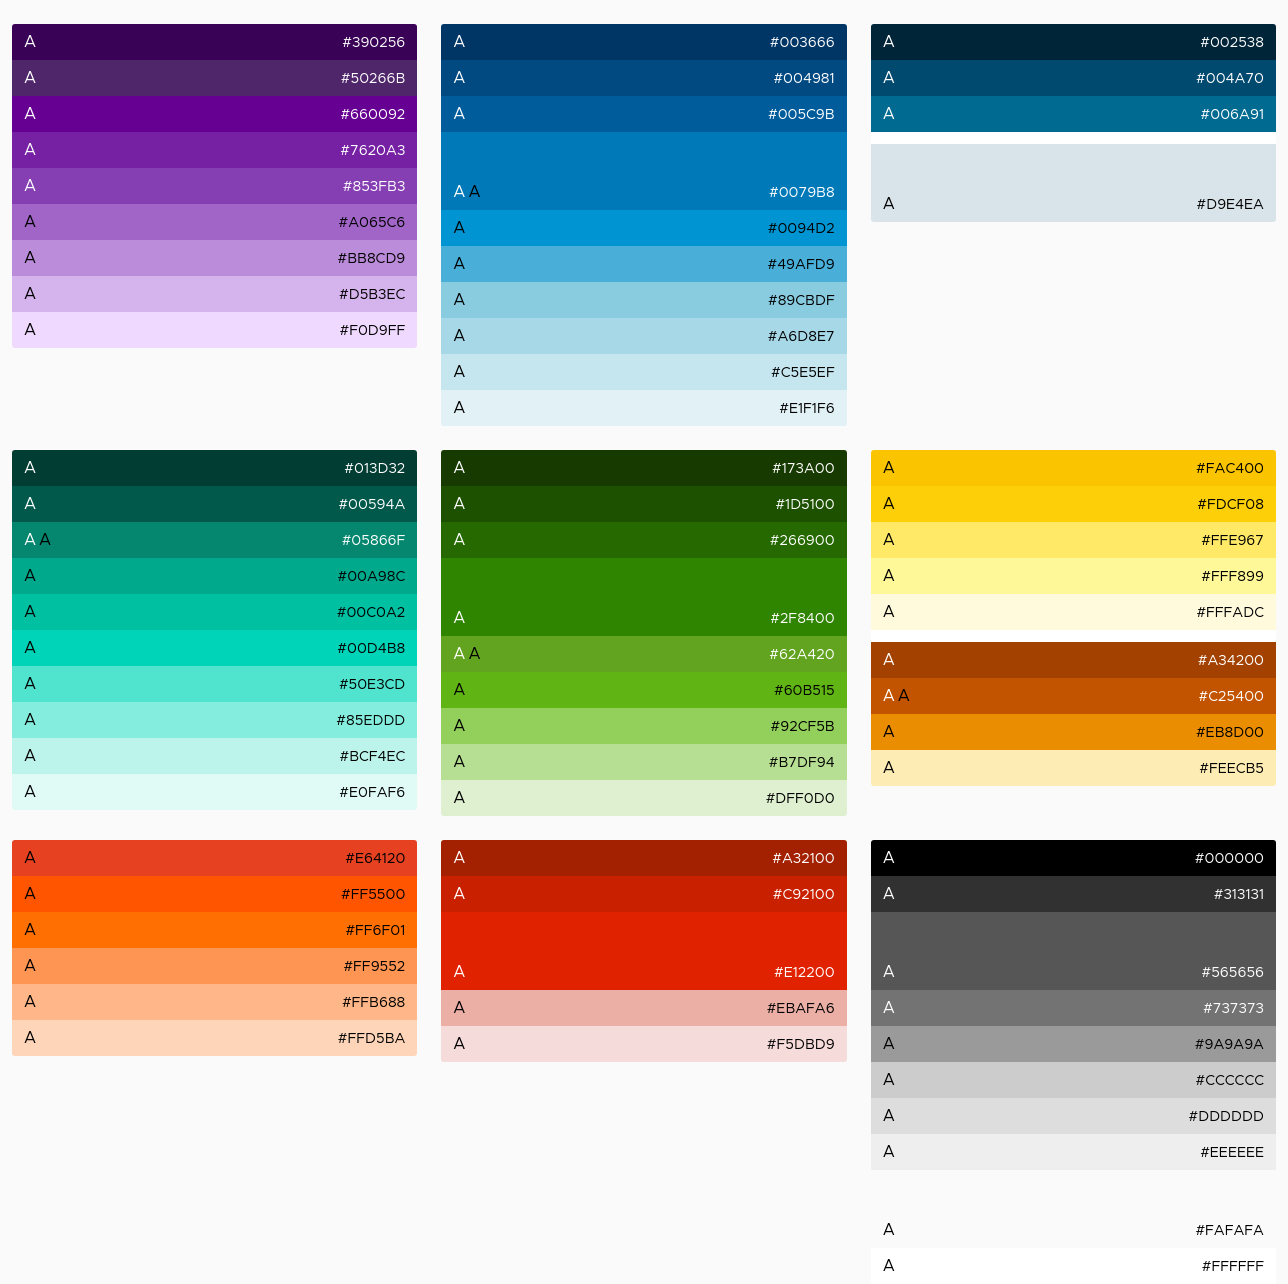 A #390256
A #50266B
A #660092
A #7620A3
A #853FB3
A #A065C6
A #BB8CD9
A #D5B3EC
A #F0D9FF
A #003666
A #004981
A #005C9B
A A #0079B8
A #0094D2
A #49AFD9
A #89CBDF
A #A6D8E7
A #C5E5EF
A #E1F1F6
A #002538
A #004A70
A #006A91
A #D9E4EA
A #013D32
A #00594A
A A #05866F
A #00A98C
A #00C0A2
A #00D4B8
A #50E3CD
A #85EDDD
A #BCF4EC
A #E0FAF6
A #173A00
A #1D5100
A #266900
A #2F8400
A A #62A420
A #60B515
A #92CF5B
A #B7DF94
A #DFF0D0
A #FAC400
A #FDCF08
A #FFE967
A #FFF899
A #FFFADC
A #A34200
A A #C25400
A #EB8D00
A #FEECB5
A #E64120
A #FF5500
A #FF6F01
A #FF9552
A #FFB688
A #FFD5BA
A #A32100
A #C92100
A #E12200
A #EBAFA6
A #F5DBD9
A #000000
A #313131
A #565656
A #737373
A #9A9A9A
A #CCCCCC
A #DDDDDD
A #EEEEEE
A #FAFAFA
A #FFFFFF